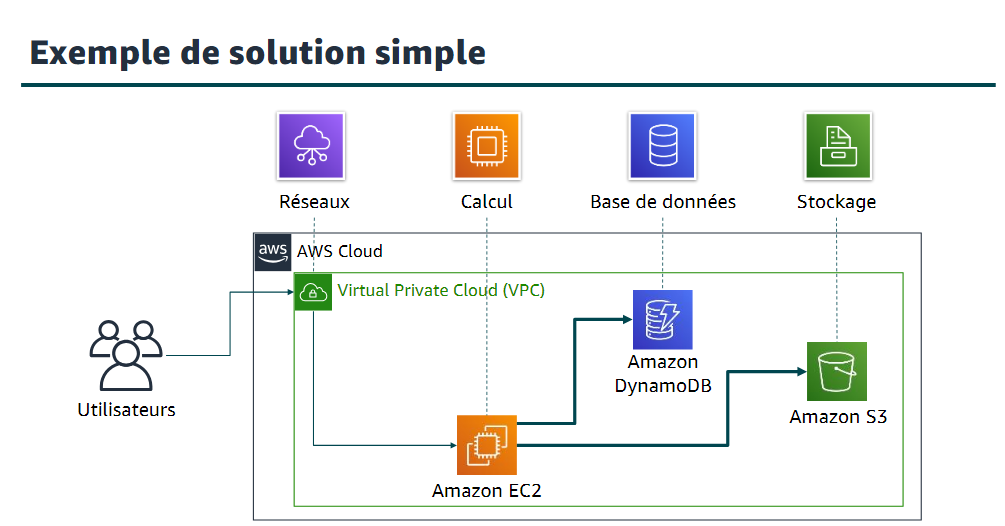 Exemple de solution simple
Réseaux
Calcul
Base de données
Stockage
aws
AWS Cloud
Virtual Private Cloud (VPC)
Utilisateurs
Amazon
DynamoDB
Amazon S3
Amazon EC2